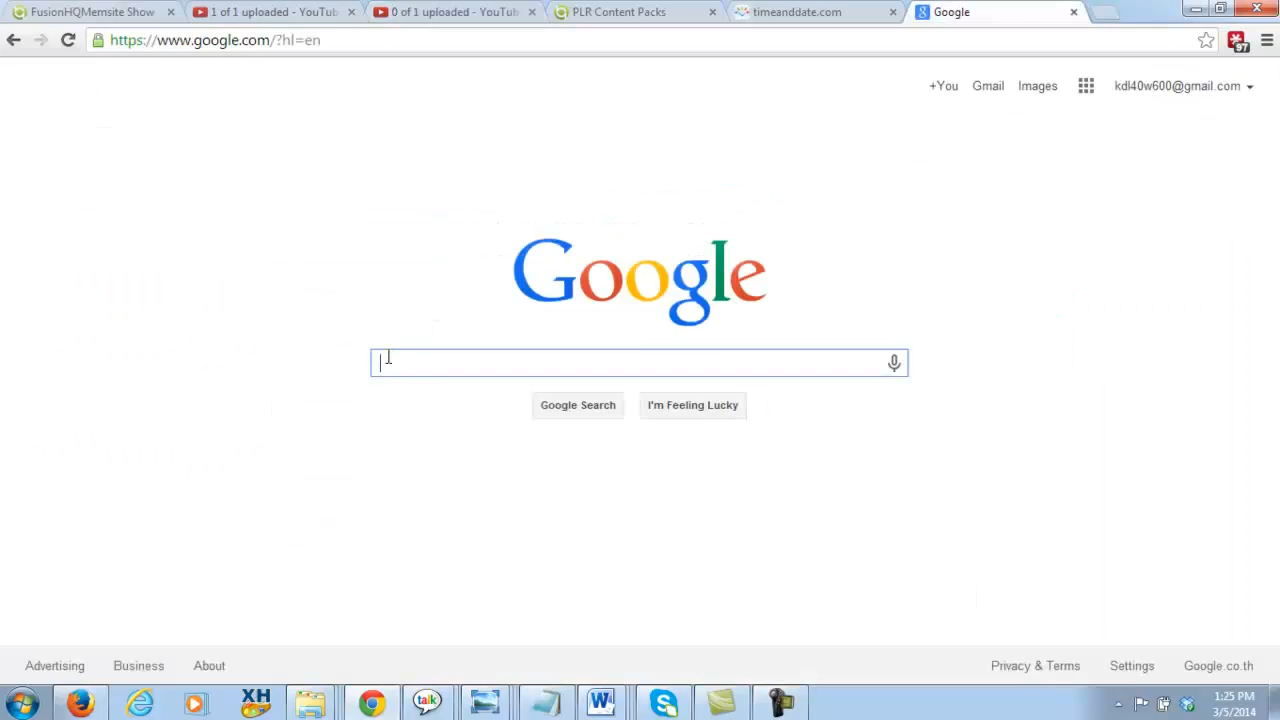 FusionHQMemsite Show
1 of 1 uploaded - YouTub
0 of 1 uploaded - YouTub
PLR Content Packs
timeanddate.com
Google
https://www.google.com/?hl=en
97
+You
Gmail
Images
kdl40w600@gmail.com
Google
Google Search
I'm Feeling Lucky
Advertising
Business
About
Privacy & Terms
Settings
Google.co.th
XH
talk
1:25 PM
3/5/2014